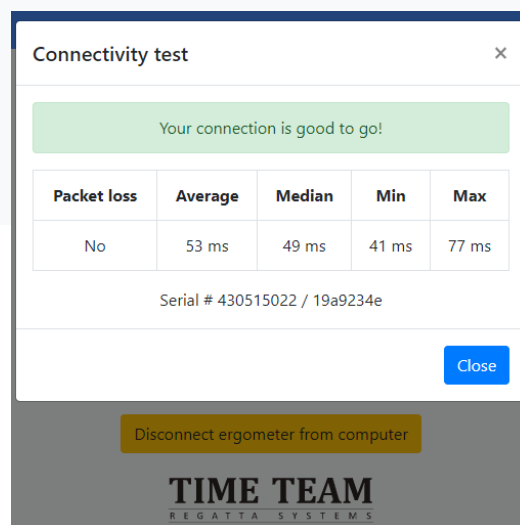 Connectivity test ×
Your connection is good to go!
Packet loss Average Median Min Max
No 53 ms 49 ms 41 ms 77 ms
Serial # 430515022 / 19a9234e
Close
Disconnect ergometer from computer
TIME TEAM
REGATTA SYSTEMS